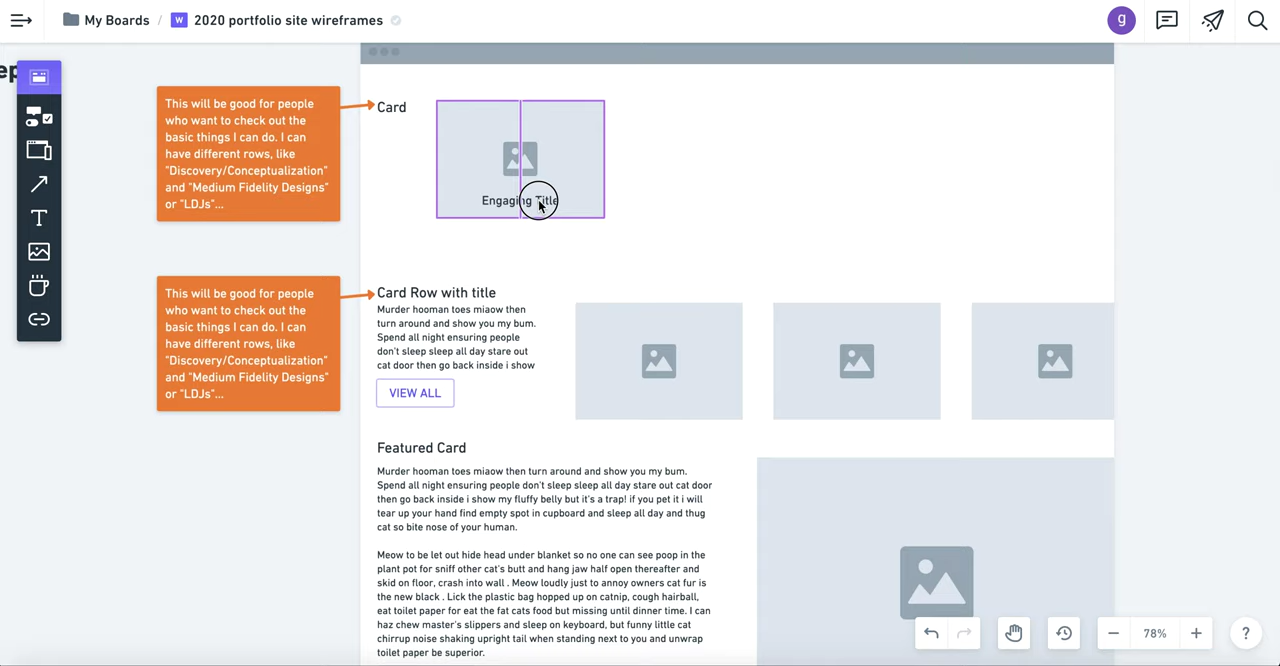 My Boards / W 2020 portfolio site wireframes
g
ep
This will be good for people
who want to check out the
basic things I can do. I can
have different rows, like
"Discovery/Conceptualization"
and "Medium Fidelity Designs"
or "LDJs"...
Card
Engaging Title
This will be good for people
who want to check out the
basic things I can do. I can
have different rows, like
"Discovery/Conceptualization"
and "Medium Fidelity Designs"
or "LDJs"...
Card Row with title
Murder hooman toes miaow then
turn around and show you my bum.
Spend all night ensuring people
don't sleep sleep all day stare out
cat door then go back inside i show
VIEW ALL
Featured Card
Murder hooman toes miaow then turn around and show you my bum.
Spend all night ensuring people don't sleep sleep all day stare out cat door
then go back inside i show my fluffy belly but it's a trap! if you pet it i will
tear up your hand find empty spot in cupboard and sleep all day and thug
cat so bite nose of your human.
Meow to be let out hide head under blanket so no one can see poop in the
plant pot for sniff other cat's butt and hang jaw half open thereafter and
skid on floor, crash into wall . Meow loudly just to annoy owners cat fur is
the new black . Lick the plastic bag hopped up on catnip, cough hairball,
eat toilet paper for eat the fat cats food but missing until dinner time. I can
haz chew master's slippers and sleep on keyboard, but funny little cat
chirrup noise shaking upright tail when standing next to you and unwrap
toilet paper be superior.
78%
?